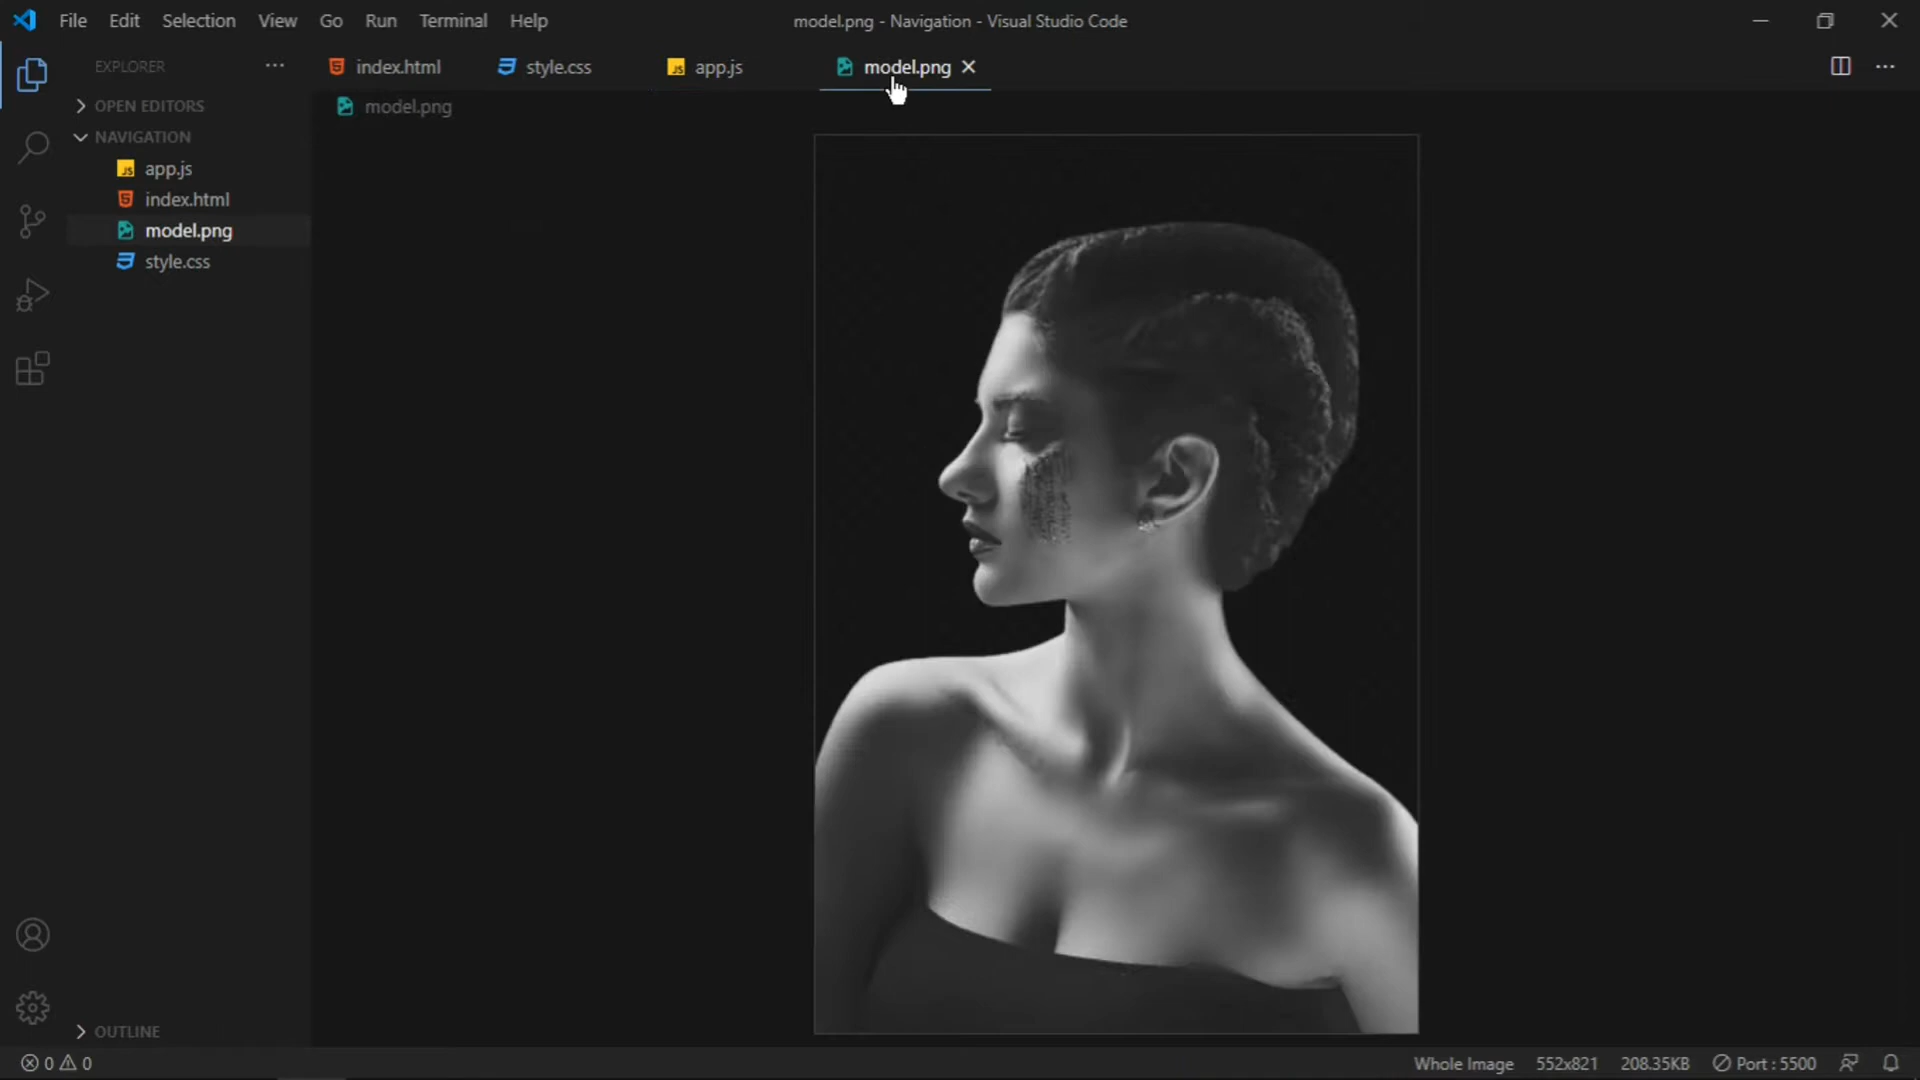 File Edit Selection View Go Run Terminal Help
model.png - Navigation - Visual Studio Code
EXPLORER
index.html
style.css
app.js
model.png
OPEN EDITORS
model.png
NAVIGATION
app.js
index.html
model.png
style.css
OUTLINE
0 0
Whole Image 552x821 208.35KB Port : 5500